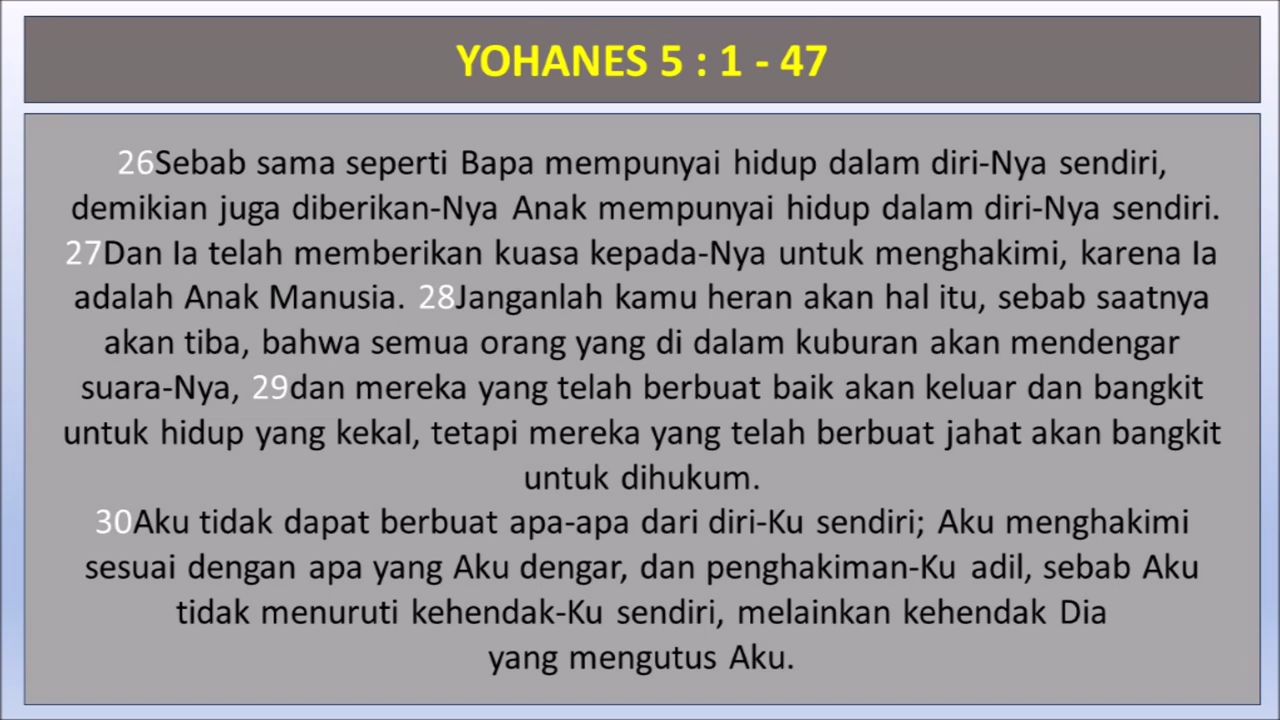 YOHANES 5 : 1 - 47
26Sebab sama seperti Bapa mempunyai hidup dalam diri-Nya sendiri,
demikian juga diberikan-Nya Anak mempunyai hidup dalam diri-Nya sendiri.
27Dan Ia telah memberikan kuasa kepada-Nya untuk menghakimi, karena Ia
adalah Anak Manusia. 28Janganlah kamu heran akan hal itu, sebab saatnya
akan tiba, bahwa semua orang yang di dalam kuburan akan mendengar
suara-Nya, 29dan mereka yang telah berbuat baik akan keluar dan bangkit
untuk hidup yang kekal, tetapi mereka yang telah berbuat jahat akan bangkit
untuk dihukum.
30Aku tidak dapat berbuat apa-apa dari diri-Ku sendiri; Aku menghakimi
sesuai dengan apa yang Aku dengar, dan penghakiman-Ku adil, sebab Aku
tidak menuruti kehendak-Ku sendiri, melainkan kehendak Dia
yang mengutus Aku.